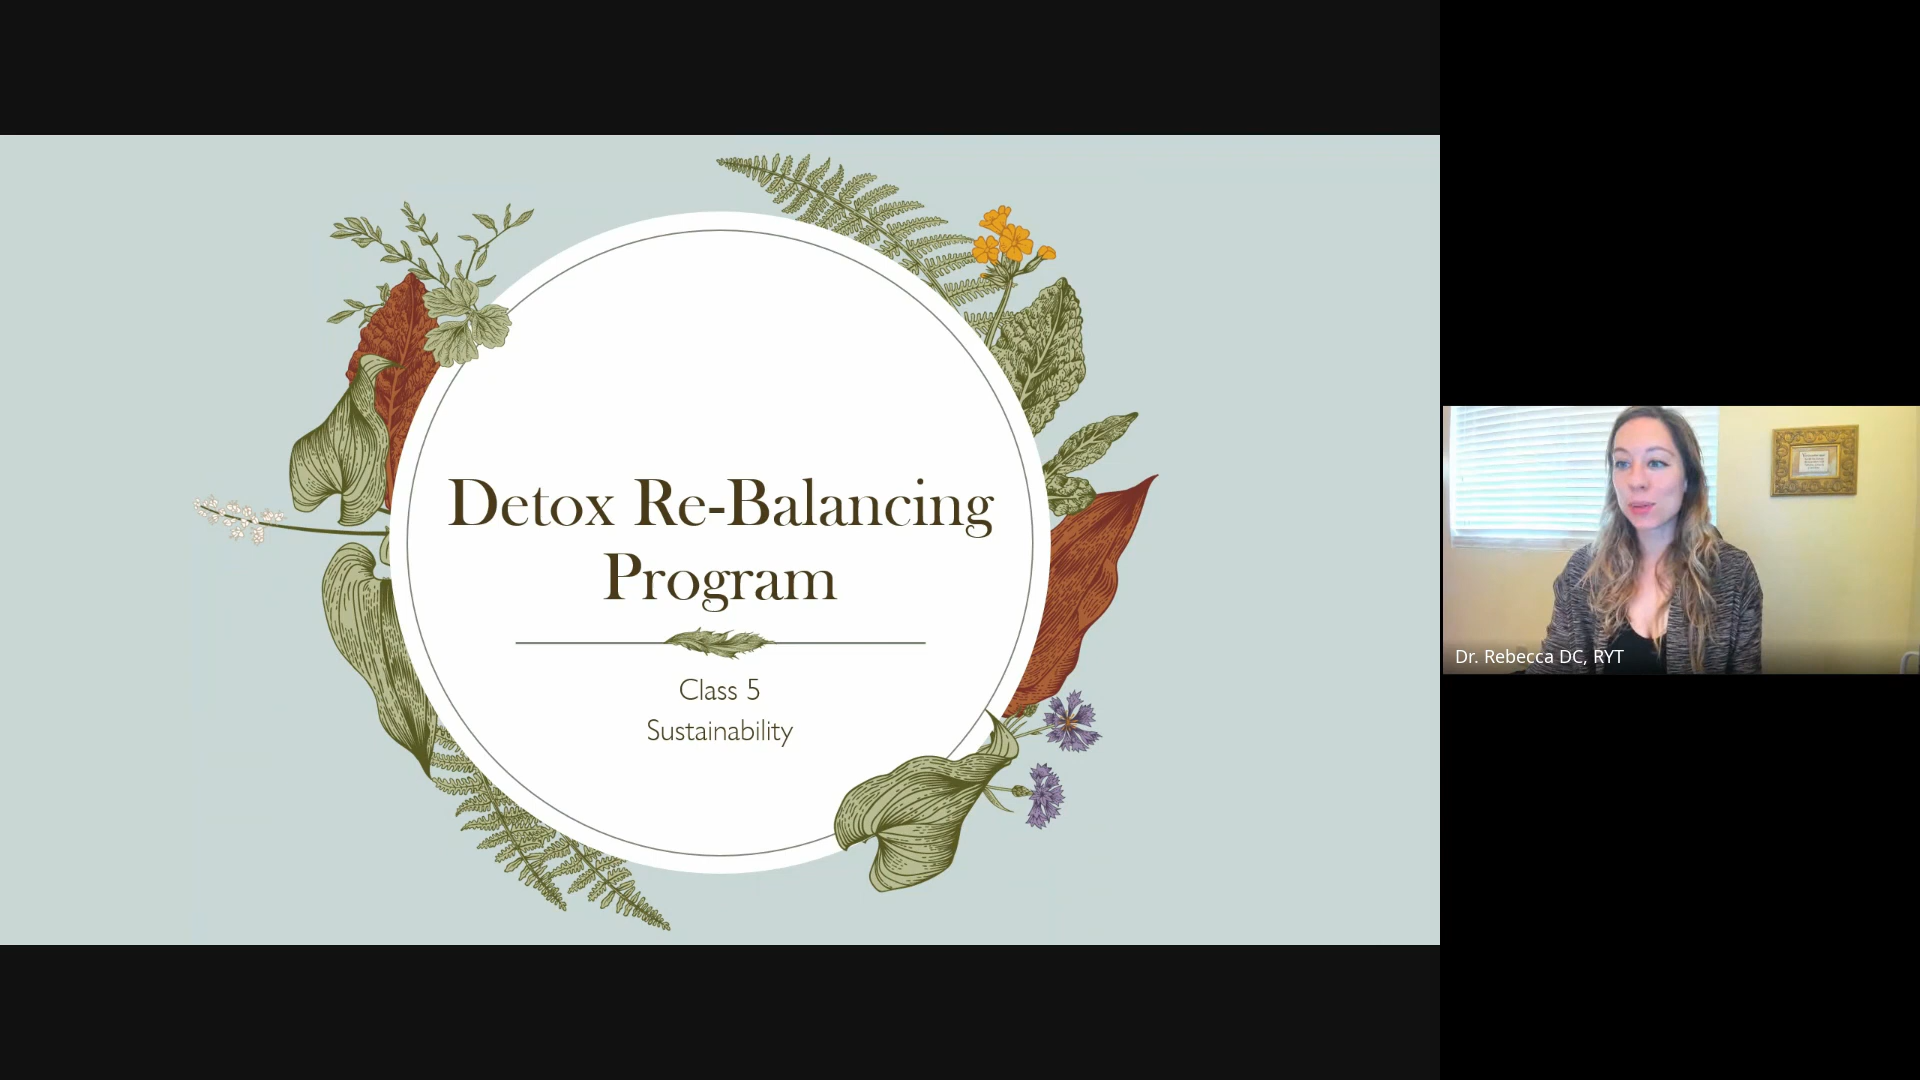 Detox Re-Balancing
Program
Class 5
Sustainability
Dr. Rebecca DC, RYT